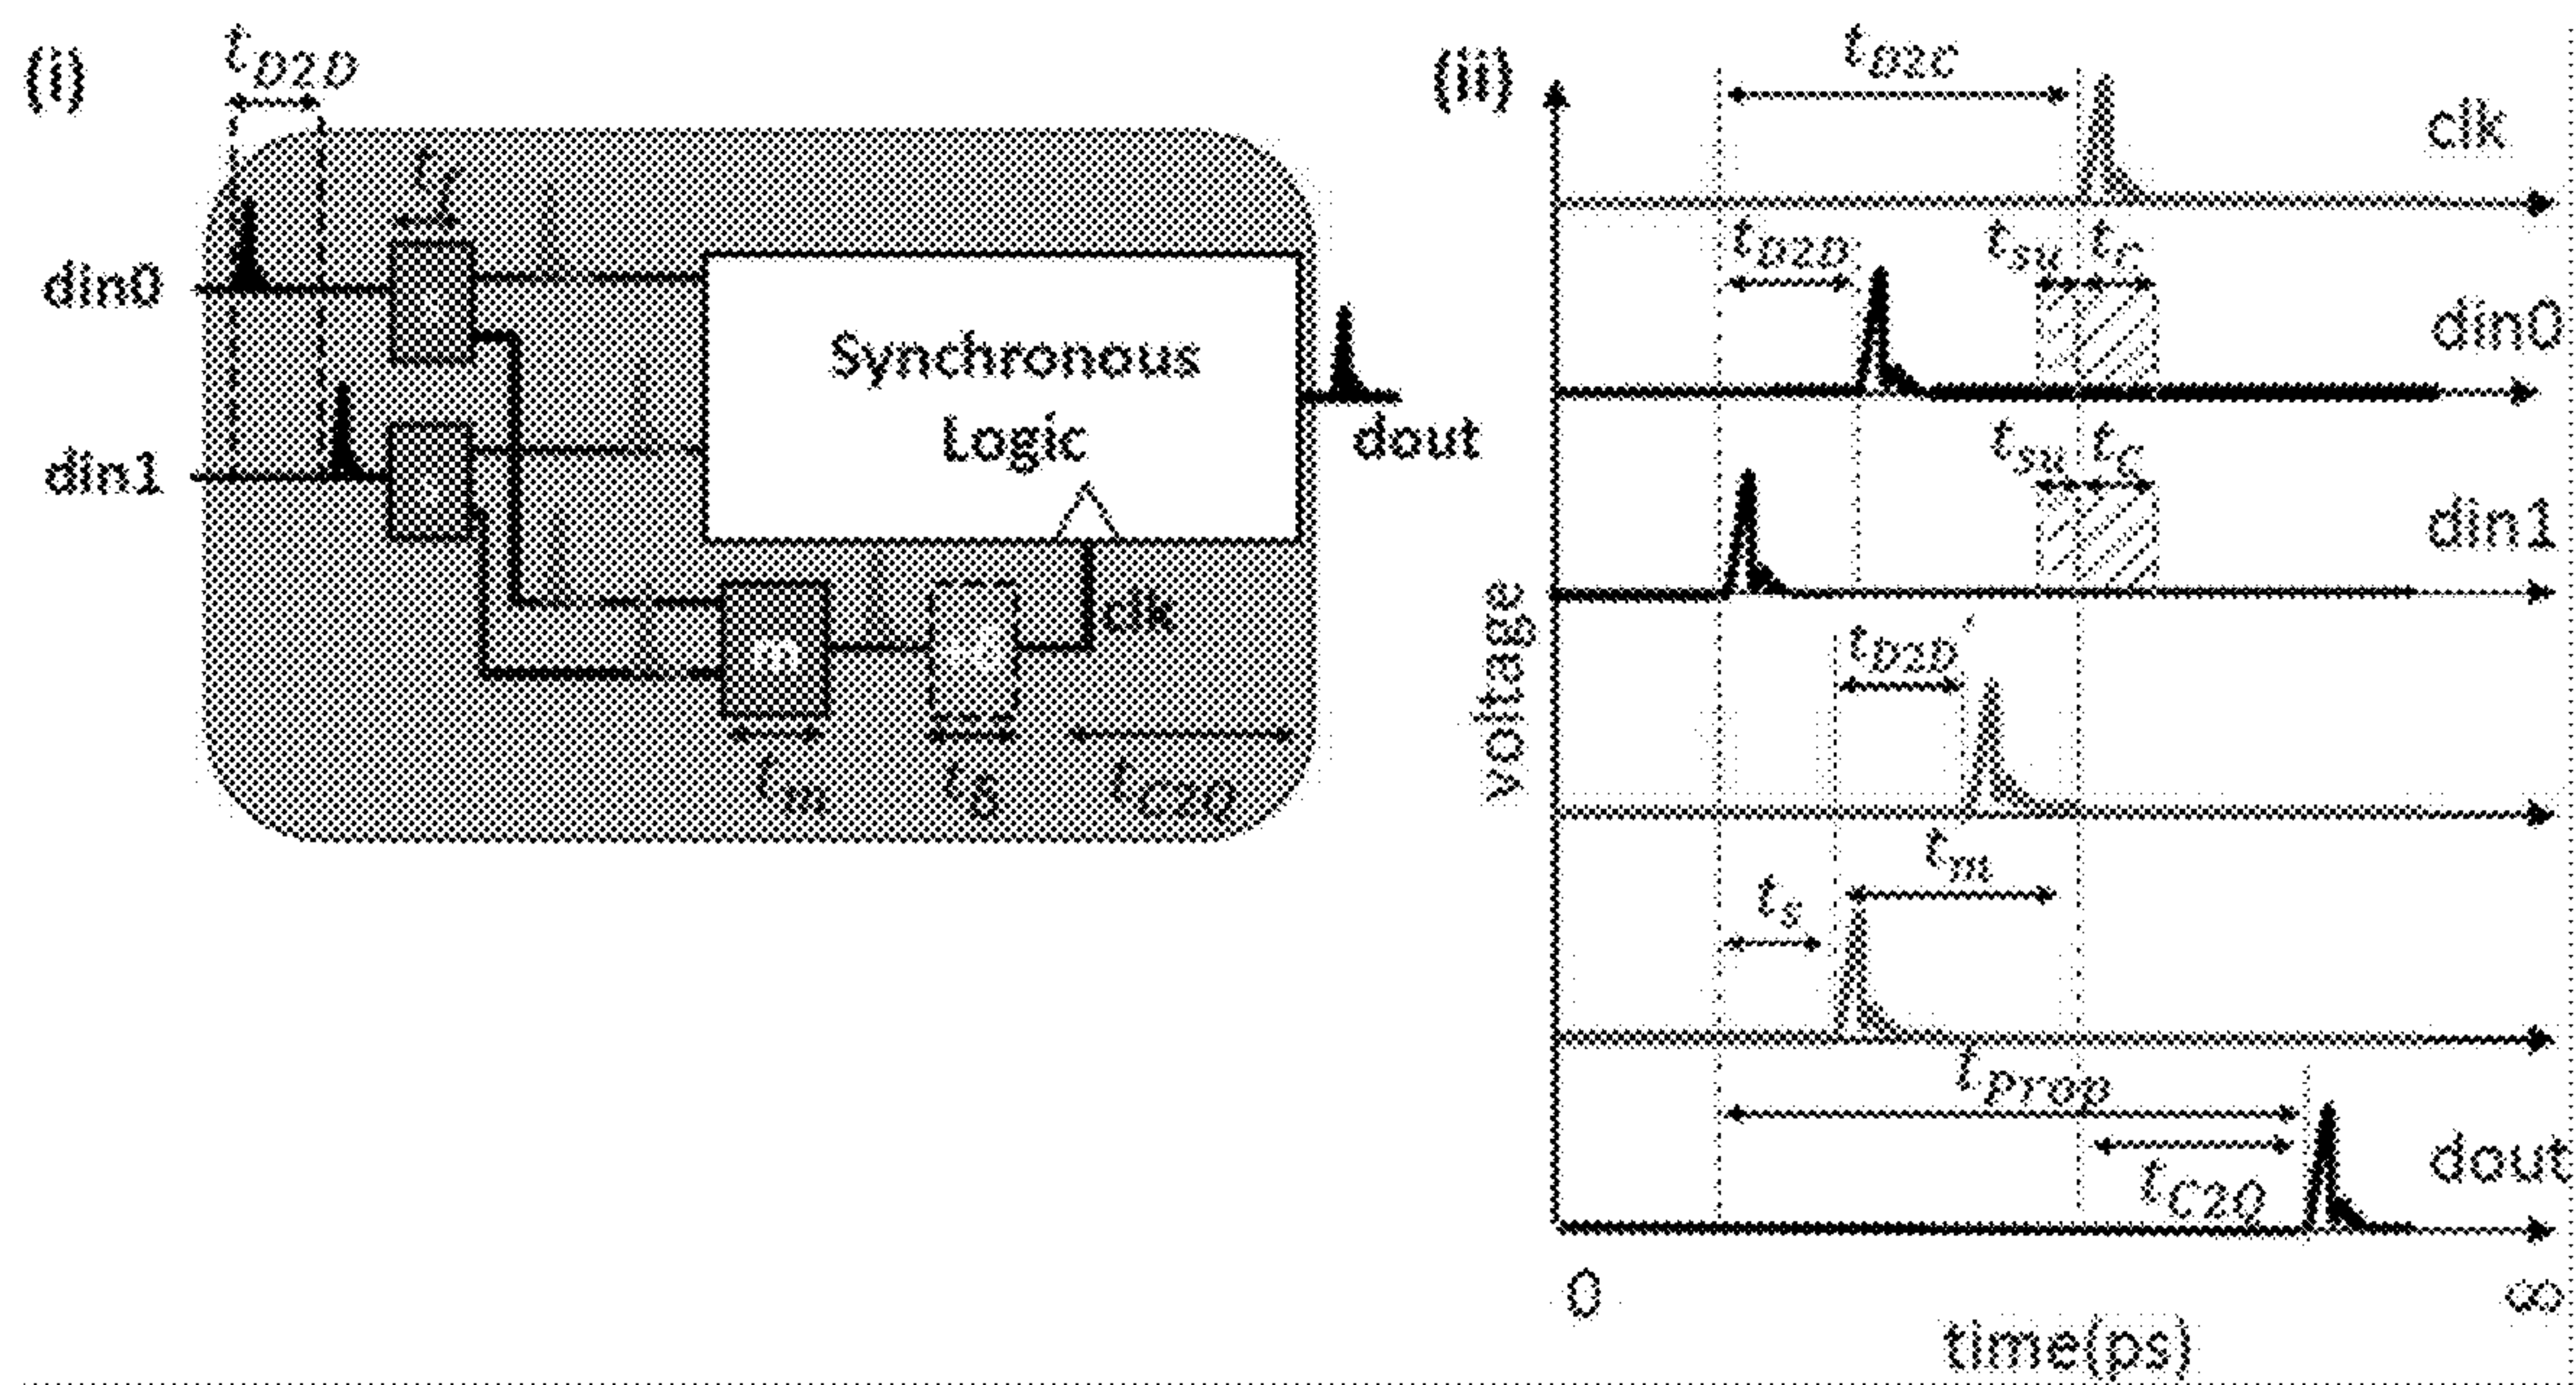 (i)
t_D2D
din0
din1
Synchronous
Logic
dout
m
clk
t_m
t_δ
t_C2Q
(ii)
t_D2C
clk
t_D2D
t_su
t_c
din0
t_su
t_c
din1
t_D2D
voltage
t_m
t_s
t_prop
t_C2Q
dout
0
∞
time(ps)